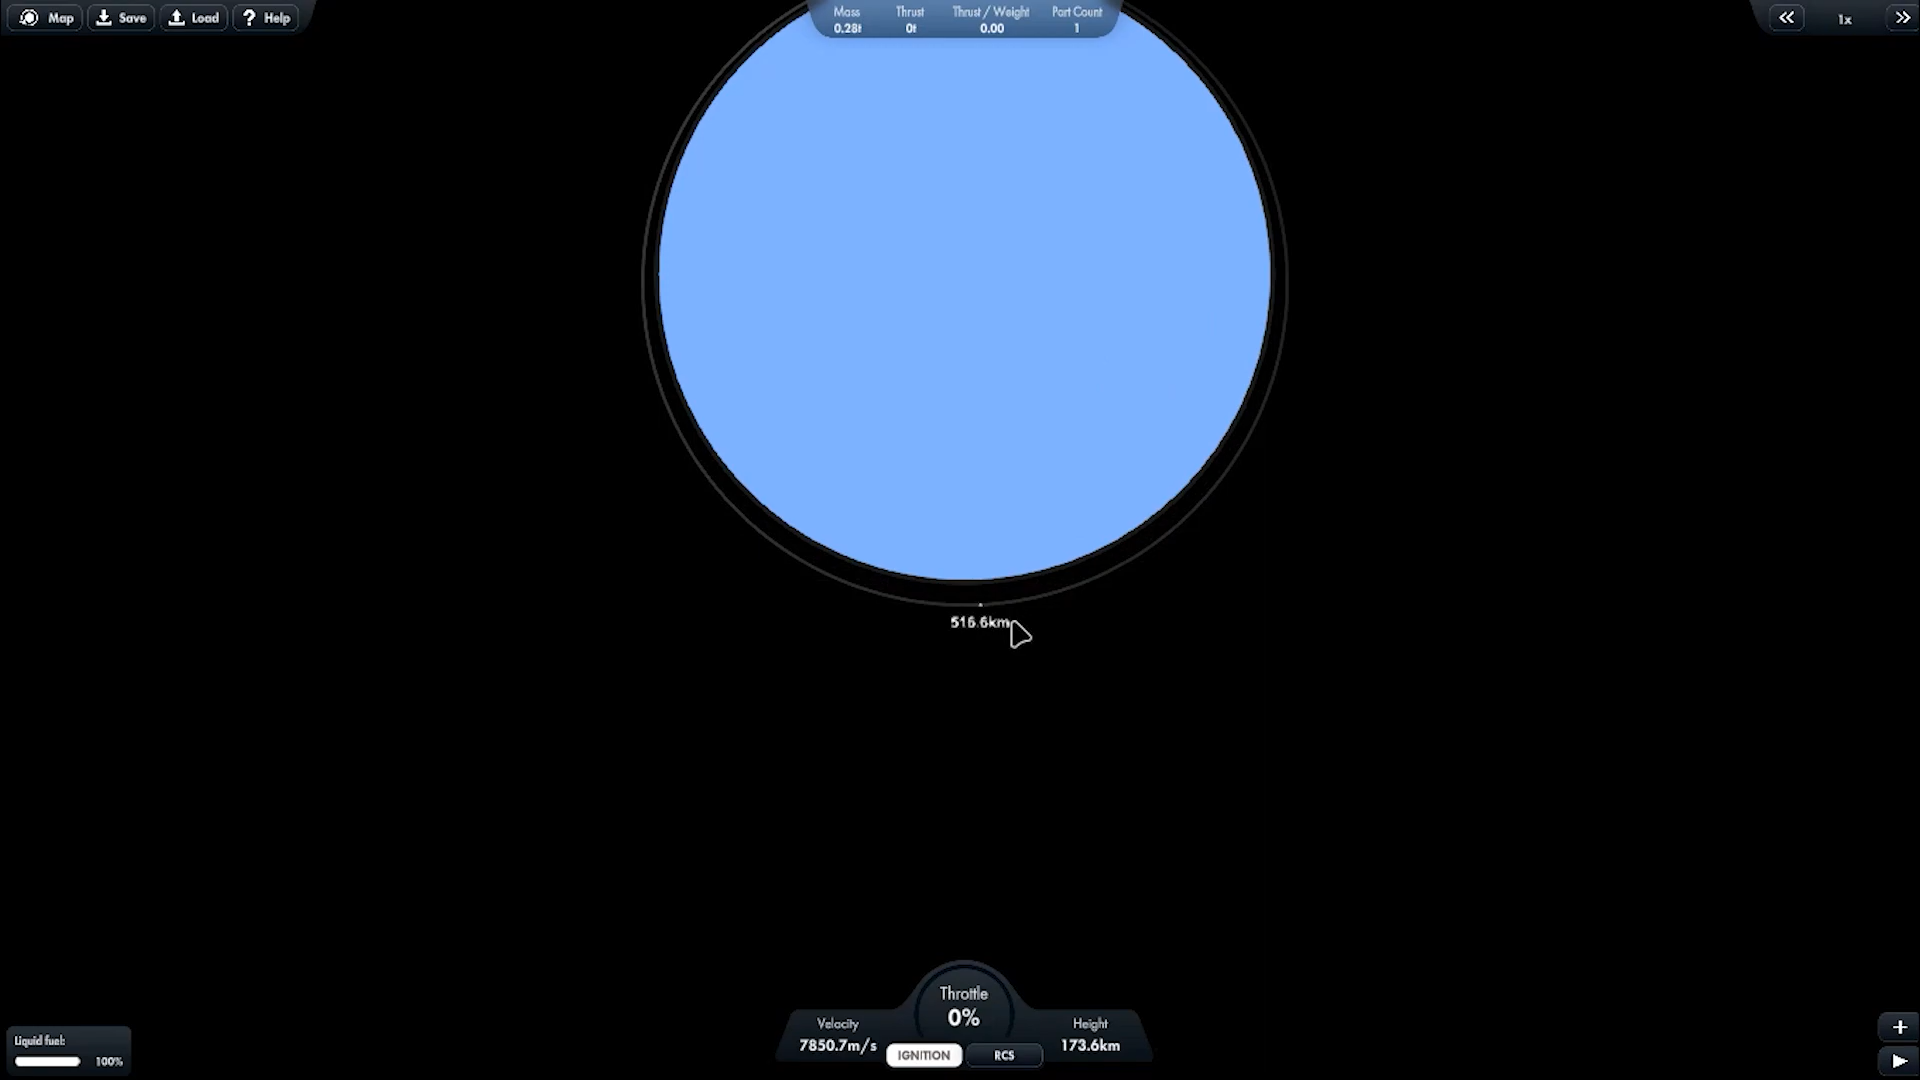 Map Save Load ? Help
Mass Thrust Thrust / Weight Part Count
0.28t 0t 0.00 1
1x
516.6km
Throttle
0%
Velocity Height
7850.7m/s 173.6km
IGNITION RCS
Liquid fuel:
100%